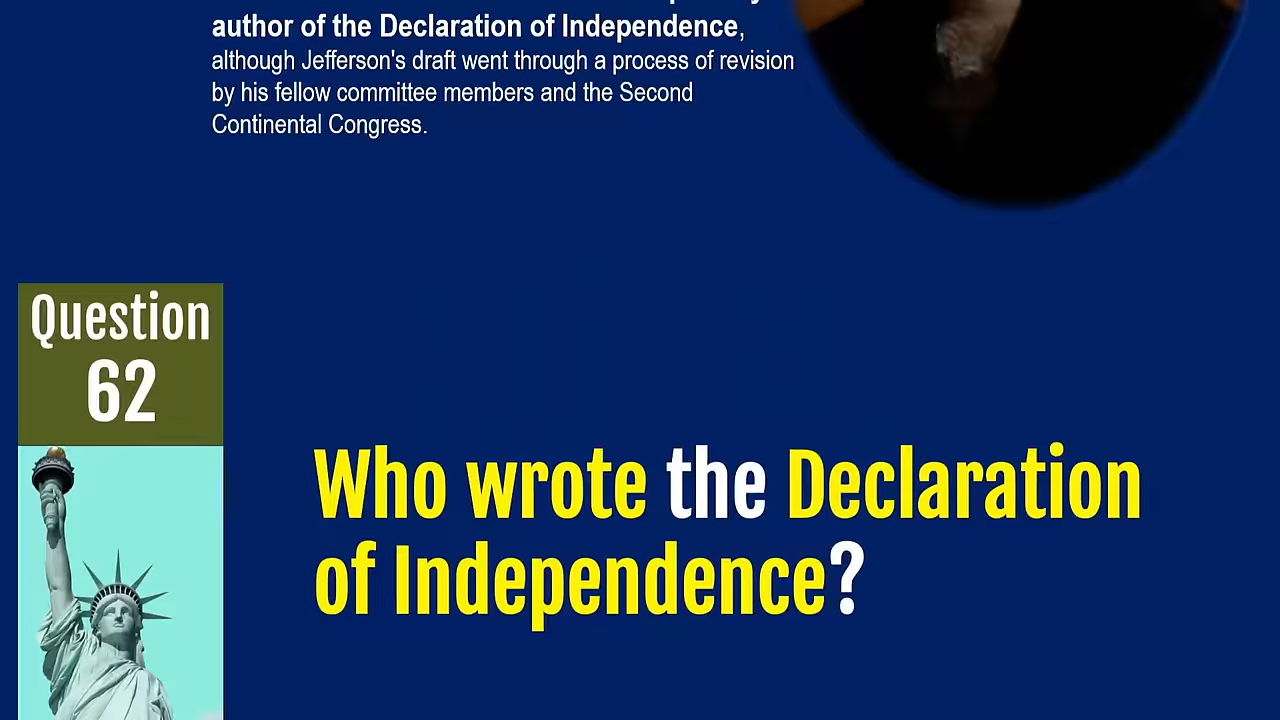 author of the Declaration of Independence,
although Jefferson's draft went through a process of revision
by his fellow committee members and the Second
Continental Congress.
Question
62
Who wrote the Declaration
of Independence?